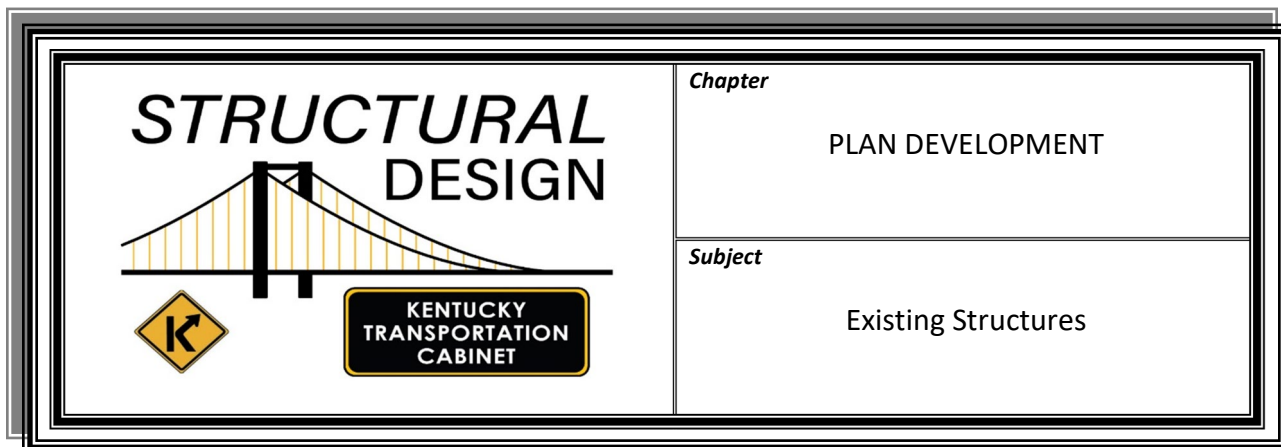 STRUCTURAL
DESIGN
KENTUCKY
TRANSPORTATION
CABINET
Chapter
PLAN DEVELOPMENT
Subject
Existing Structures